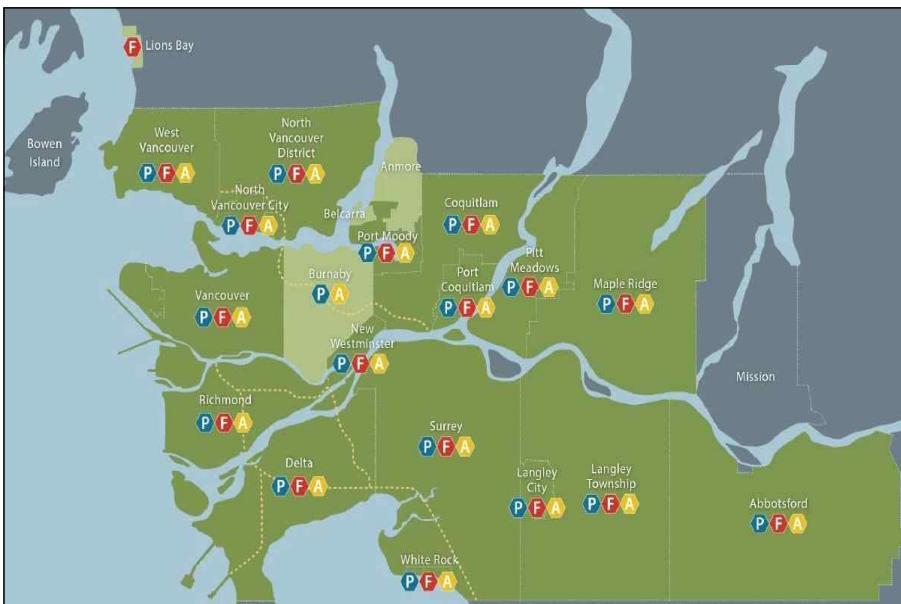 F Lions Bay
Bowen
Island
West
Vancouver
P F A
North
Vancouver
District
P F A
North
Vancouver City
P F A
Anmore
Belcarra
Port Moody
P F A
Coquitlam
P F A
Pitt
Meadows
P F A
Port
Coquitlam
P F A
Maple Ridge
P F A
Burnaby
P A
Vancouver
P F A
New
Westminster
P F A
Mission
Richmond
P F A
Surrey
P F A
Delta
P F A
Langley
City
P F A
Langley
Township
P F A
Abbotsford
P F A
White Rock
P F A